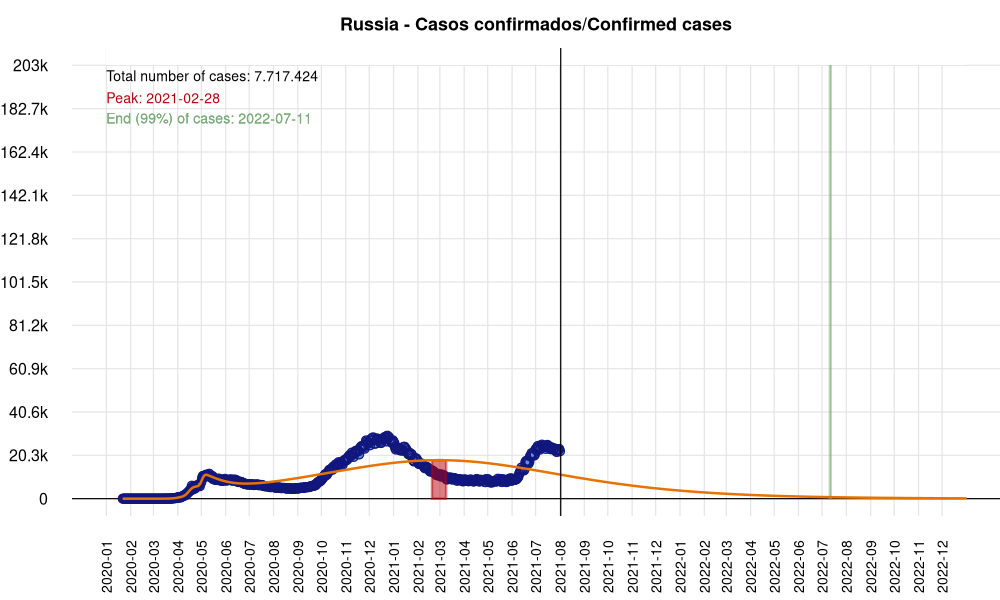 Russia - Casos confirmados/Confirmed cases
Total number of cases: 7.717.424
Peak: 2021-02-28
End (99%) of cases: 2022-07-11
203k
182.7k
162.4k
142.1k
121.8k
101.5k
81.2k
60.9k
40.6k
20.3k
0
2020-01
2020-02
2020-03
2020-04
2020-05
2020-06
2020-07
2020-08
2020-09
2020-10
2020-11
2020-12
2021-01
2021-02
2021-03
2021-04
2021-05
2021-06
2021-07
2021-08
2021-09
2021-10
2021-11
2021-12
2022-01
2022-02
2022-03
2022-04
2022-05
2022-06
2022-07
2022-08
2022-09
2022-10
2022-11
2022-12